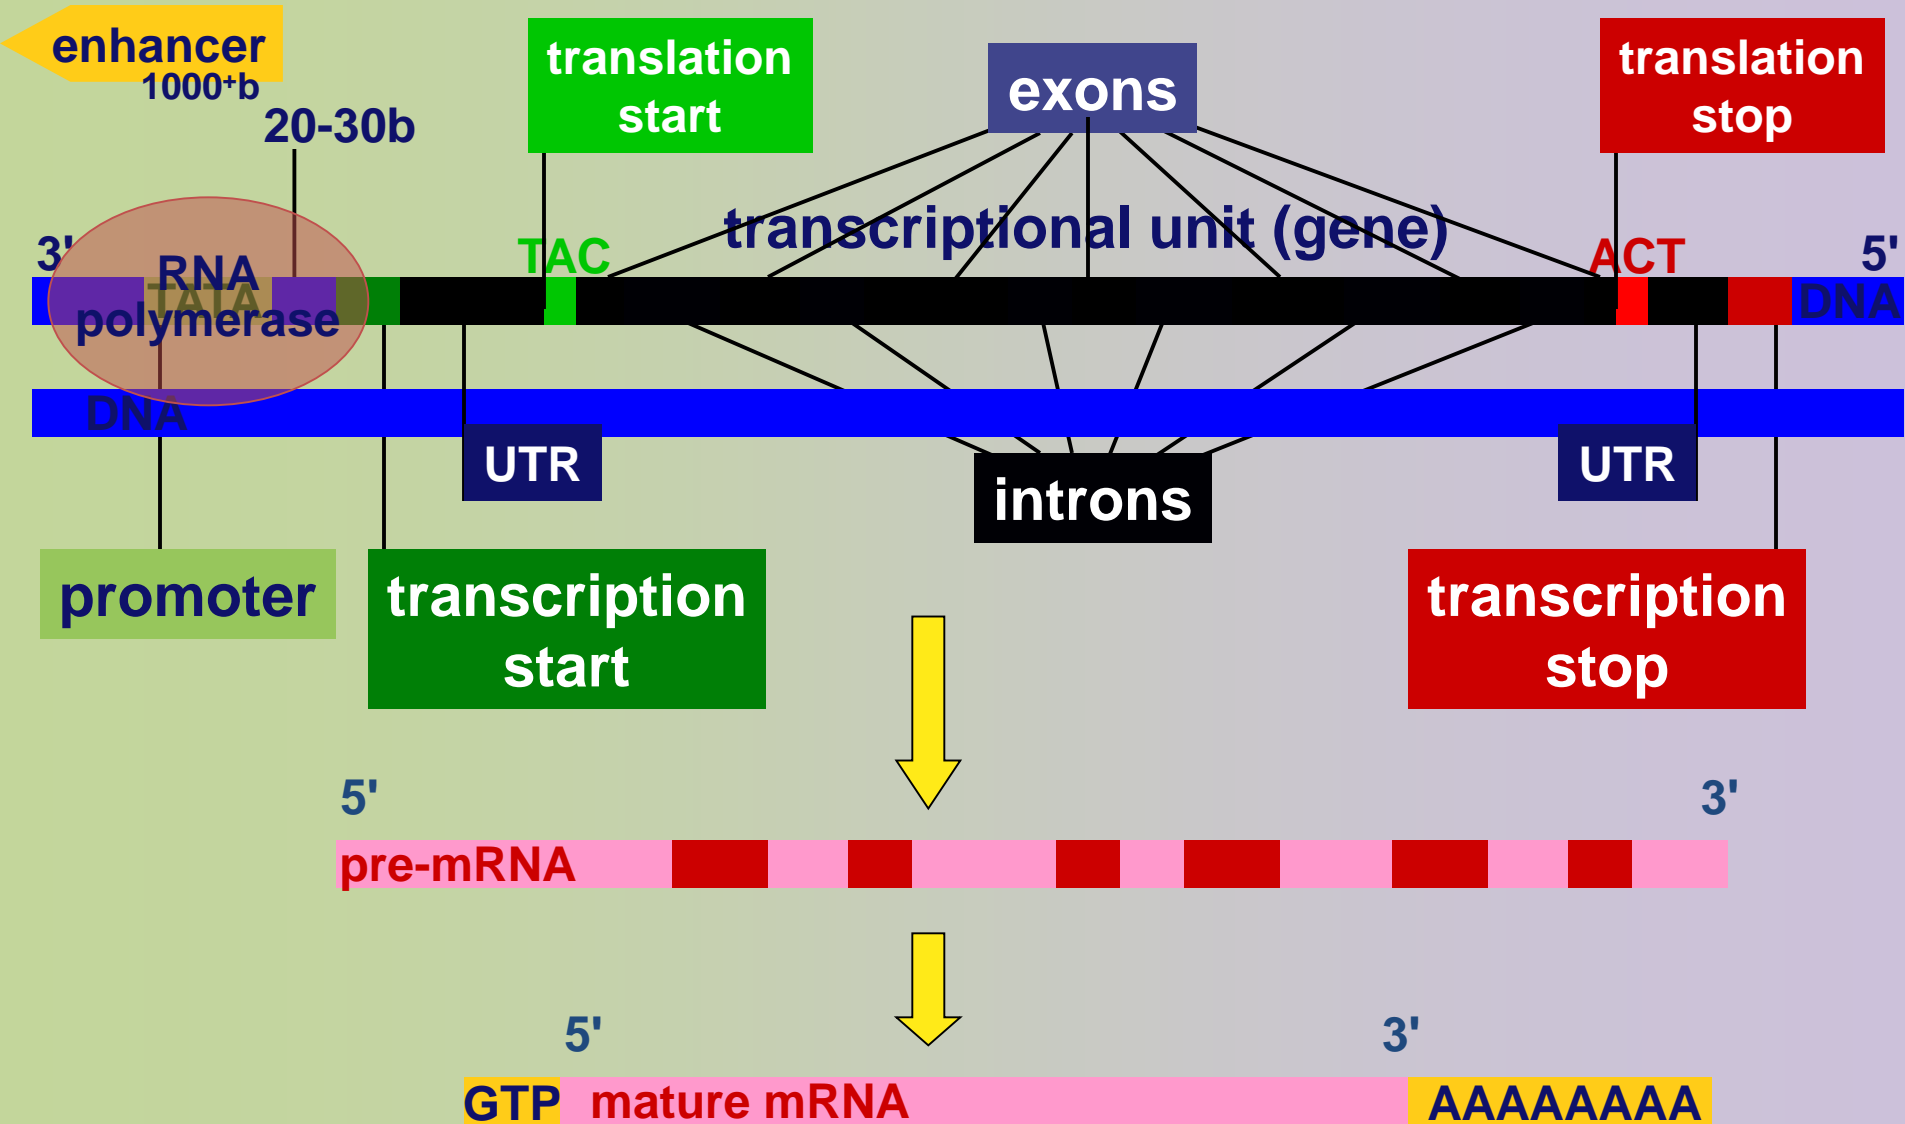 enhancer
1000+b
20-30b
translation
start
exons
translation
stop
transcriptional unit (gene)
3'
RNA
polymerase
TATA
TAC
ACT
5'
DNA
DNA
UTR
introns
UTR
promoter
transcription
start
transcription
stop
5'
3'
pre-mRNA
5'
3'
GTP
mature mRNA
AAAAAAAA